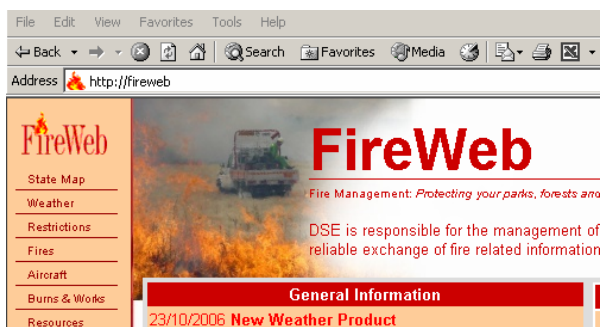 File Edit View Favorites Tools Help
Back Search Favorites Media
Address http://fireweb
FireWeb
State Map
Weather
Restrictions
Fires
Aircraft
Burns & Works
Resources
FireWeb
Fire Management: Protecting your parks, forests and
DSE is responsible for the management of
reliable exchange of fire related information
General Information
23/10/2006 New Weather Product